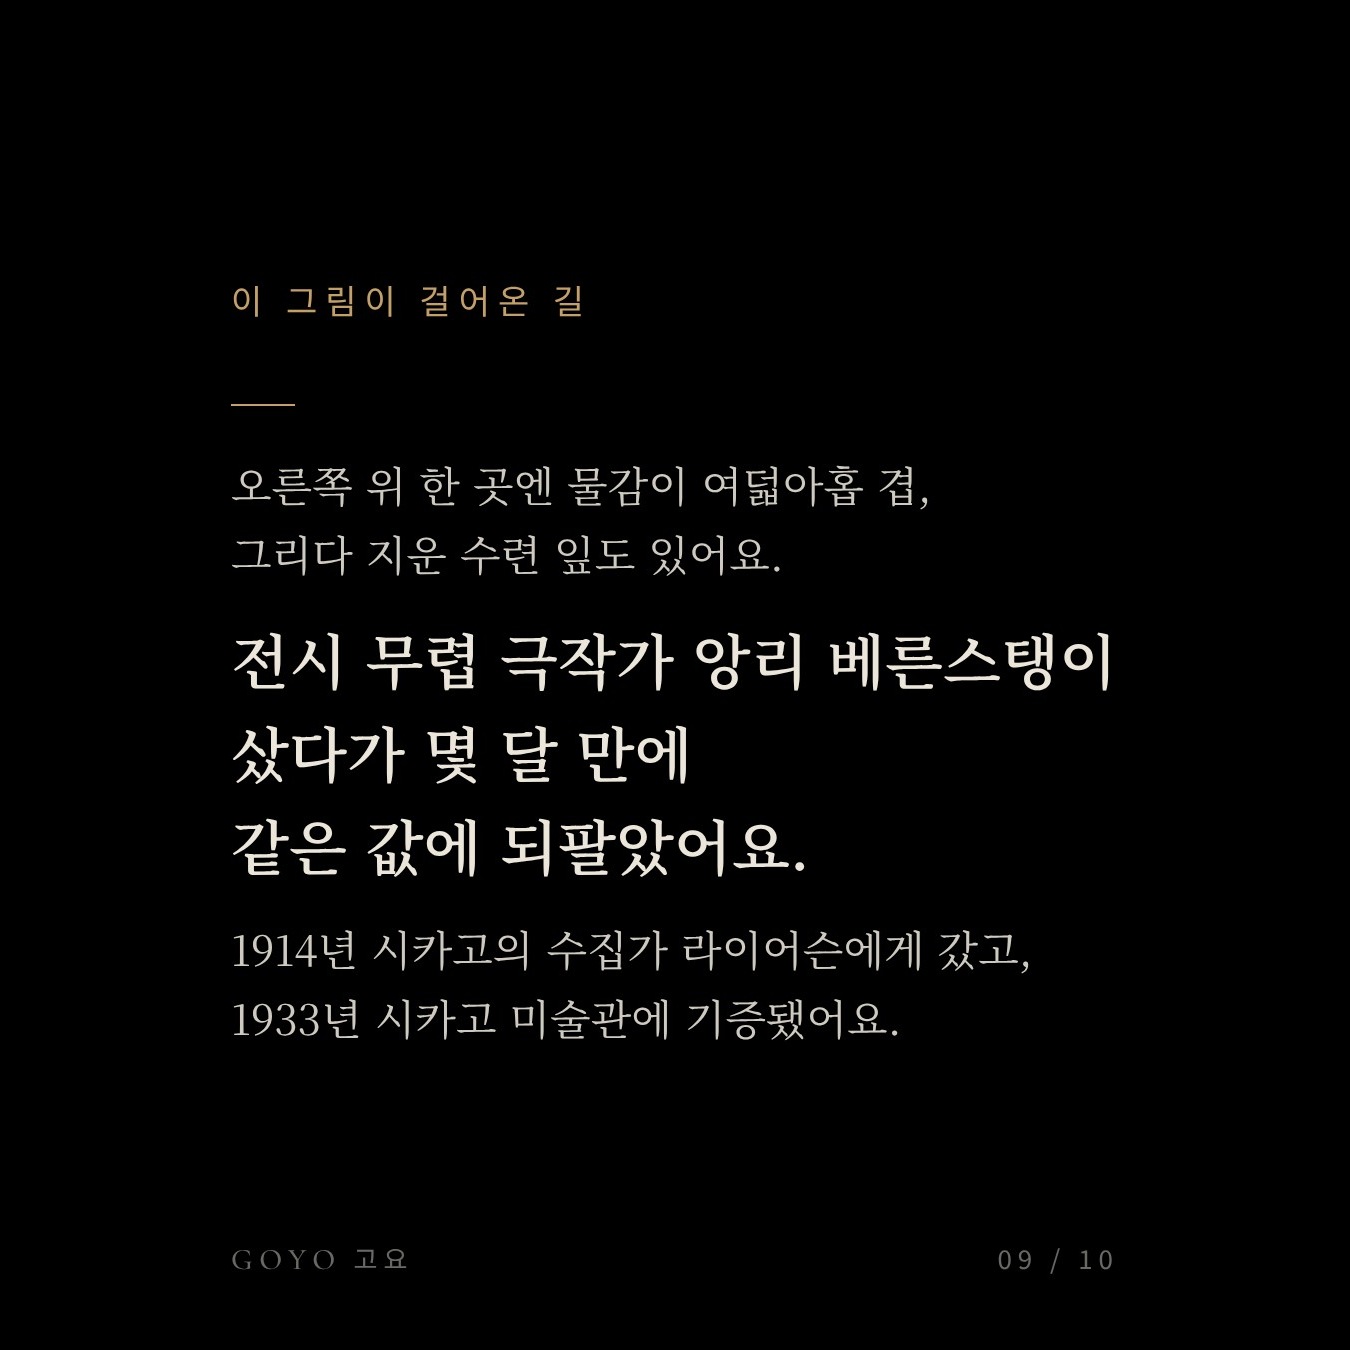 이 그림이 걸어온 길
오른쪽 위 한 곳엔 물감이 여덟아홉 겹,
그리다 지운 수련 잎도 있어요.
전시 무렵 극작가 앙리 베른스탱이
샀다가 몇 달 만에
같은 값에 되팔았어요.
1914년 시카고의 수집가 라이어슨에게 갔고,
1933년 시카고 미술관에 기증됐어요.
GOYO 고요
09 / 10